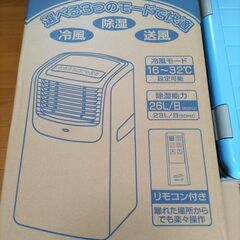 選べる3つのモードで快適
冷風
除湿
送風
冷風モード
16〜32℃
設定可能
除湿能力
26L/日(60Hz)
23L/日(50Hz)
リモコン付き
離れた場所から
でも楽々操作